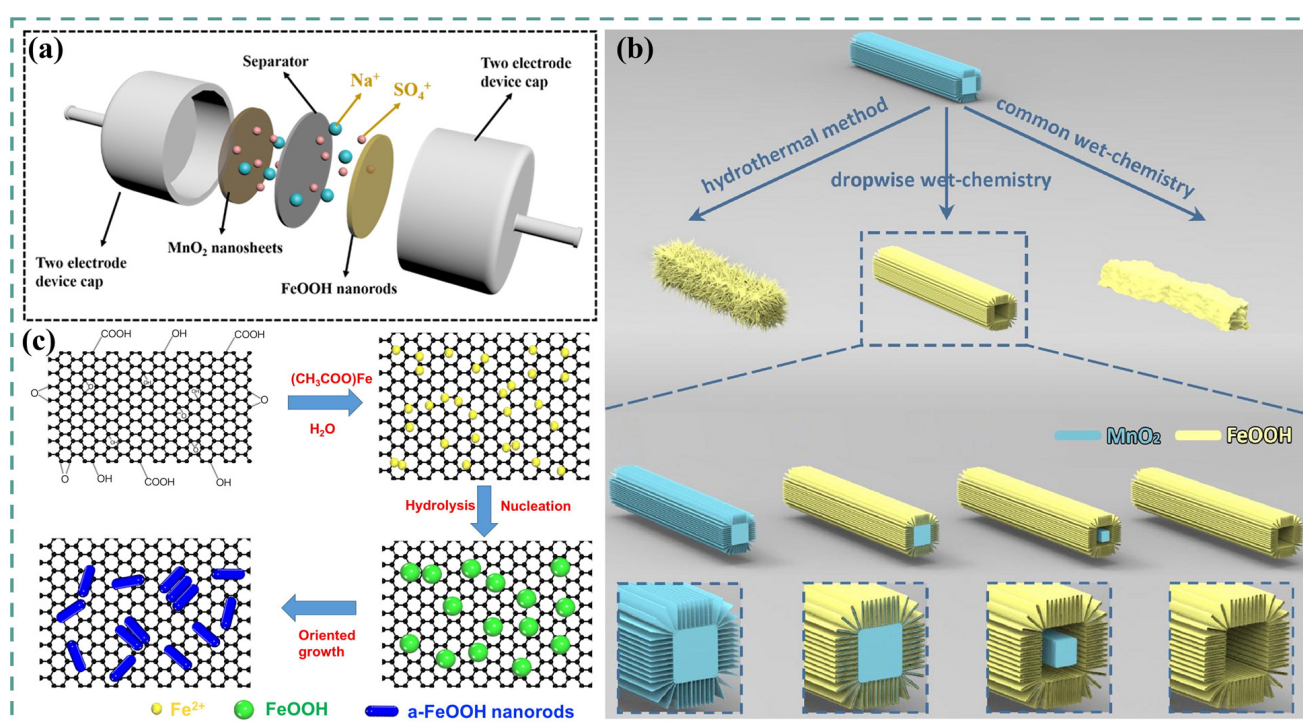 (a)
Separator
Na⁺
SO₄⁺
Two electrode
device cap
MnO₂ nanosheets
Two electrode
device cap
FeOOH nanorods
(b)
hydrothermal method
dropwise wet-chemistry
common wet-chemistry
MnO₂
FeOOH
(c)
COOH
OH
COOH
O
O
O
OH
COOH
OH
(CH₃COO)Fe
H₂O
Hydrolysis
Nucleation
Oriented
growth
Fe²⁺
FeOOH
a-FeOOH nanorods